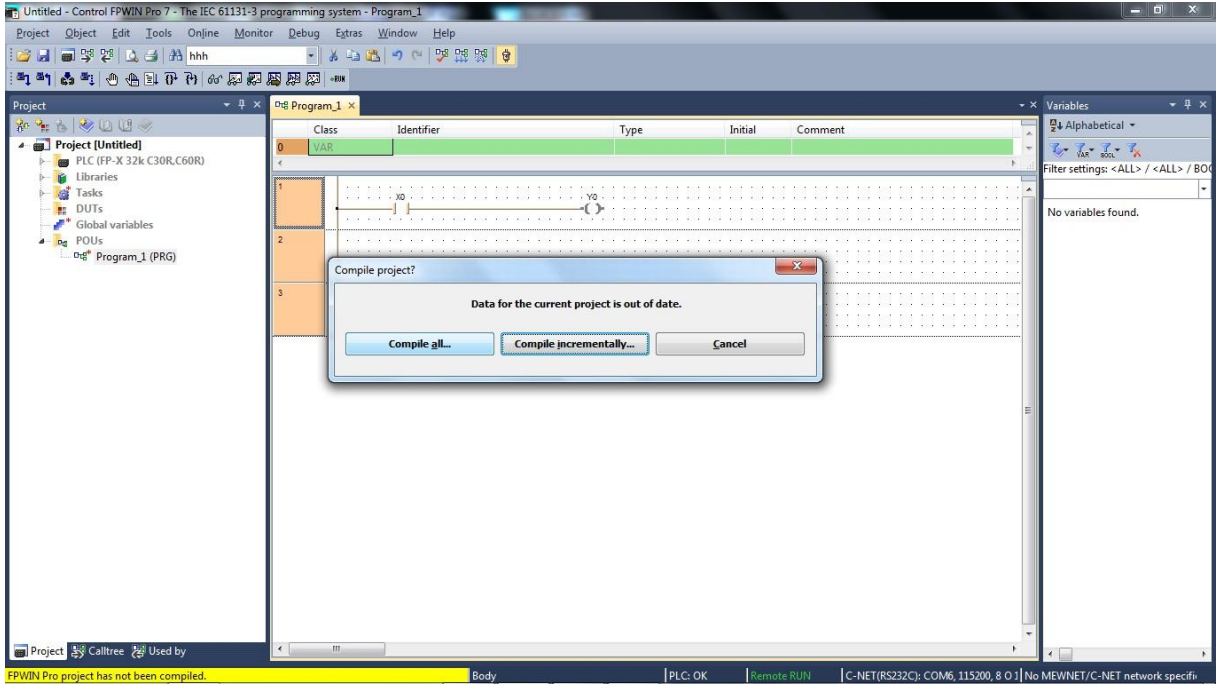 Untitled - Control FPWIN Pro 7 - The IEC 61131-3 programming system - Program_1
Project Object Edit Tools Online Monitor Debug Extras Window Help
hhh
Project
Program_1
Variables
Class Identifier Type Initial Comment
0 VAR
Alphabetical
Project [Untitled]
PLC (FP-X 32k C30R,C60R)
Libraries
Tasks
DUTs
Global variables
POUs
Program_1 (PRG)
Filter settings: <ALL> / <ALL> / BOO
No variables found.
1
X0 Y0
2
3
Compile project?
Data for the current project is out of date.
Compile all... Compile incrementally... Cancel
Project Calltree Used by
FPWIN Pro project has not been compiled. Body PLC: OK Remote RUN C-NET(RS232C): COM6, 115200, 8 O 1 No MEWNET/C-NET network specifi